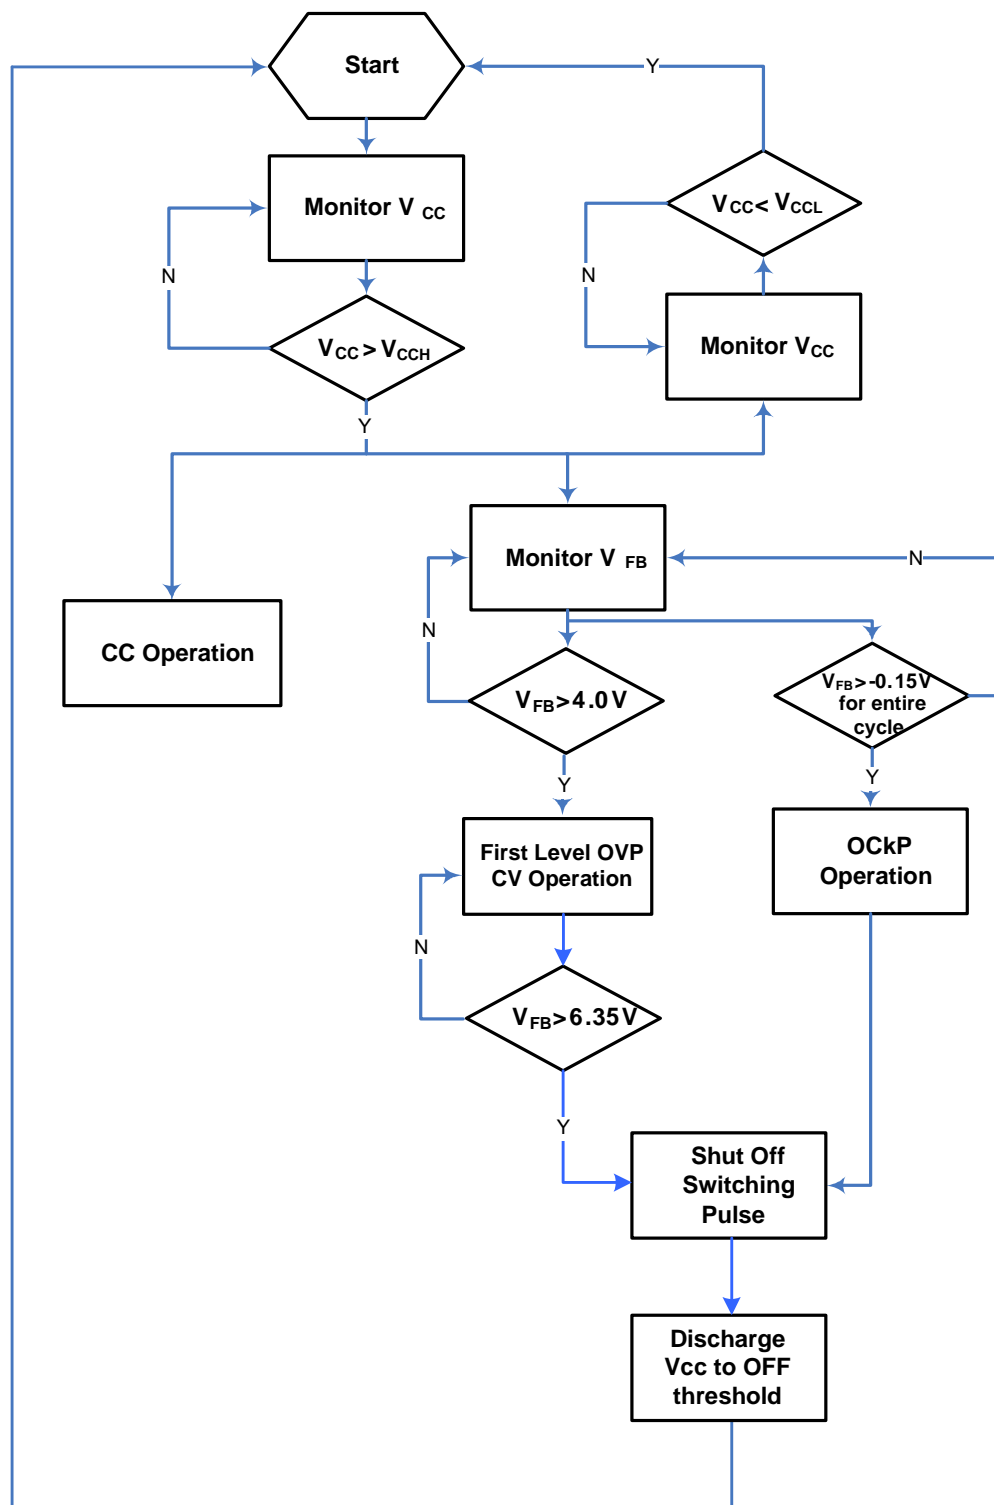 Start
Y
Monitor V CC
VCC < VCCL
N
N
VCC > VCCH
Monitor VCC
Y
Monitor V FB
N
CC Operation
N
VFB>4.0V
VFB>-0.15V
for entire
cycle
Y
Y
First Level OVP
CV Operation
OCkP
Operation
N
VFB>6.35V
Y
Shut Off
Switching
Pulse
Discharge
Vcc to OFF
threshold